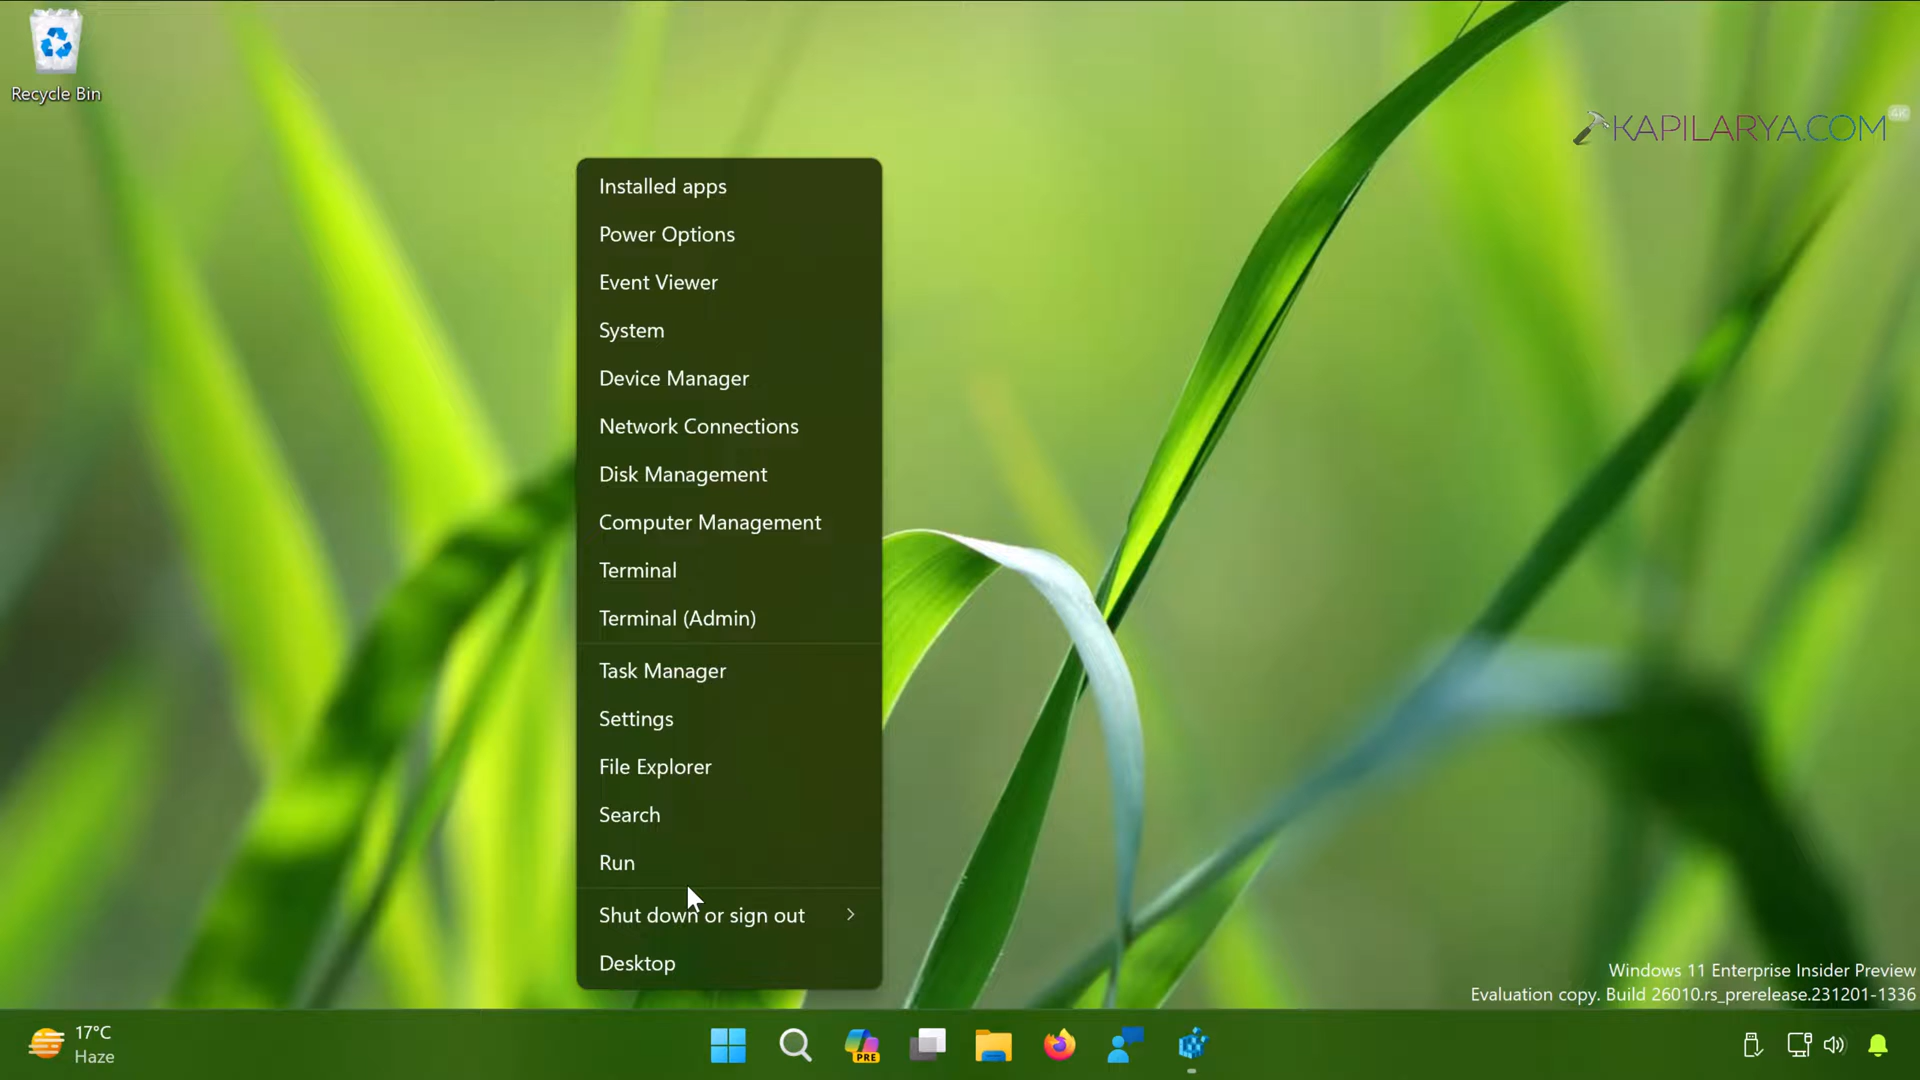 Recycle Bin
KAPILARYA.COM
4K
Installed apps
Power Options
Event Viewer
System
Device Manager
Network Connections
Disk Management
Computer Management
Terminal
Terminal (Admin)
Task Manager
Settings
File Explorer
Search
Run
Shut down or sign out
Desktop
Windows 11 Enterprise Insider Preview
Evaluation copy. Build 26010.rs_prerelease.231201-1336
17°C
Haze
PRE